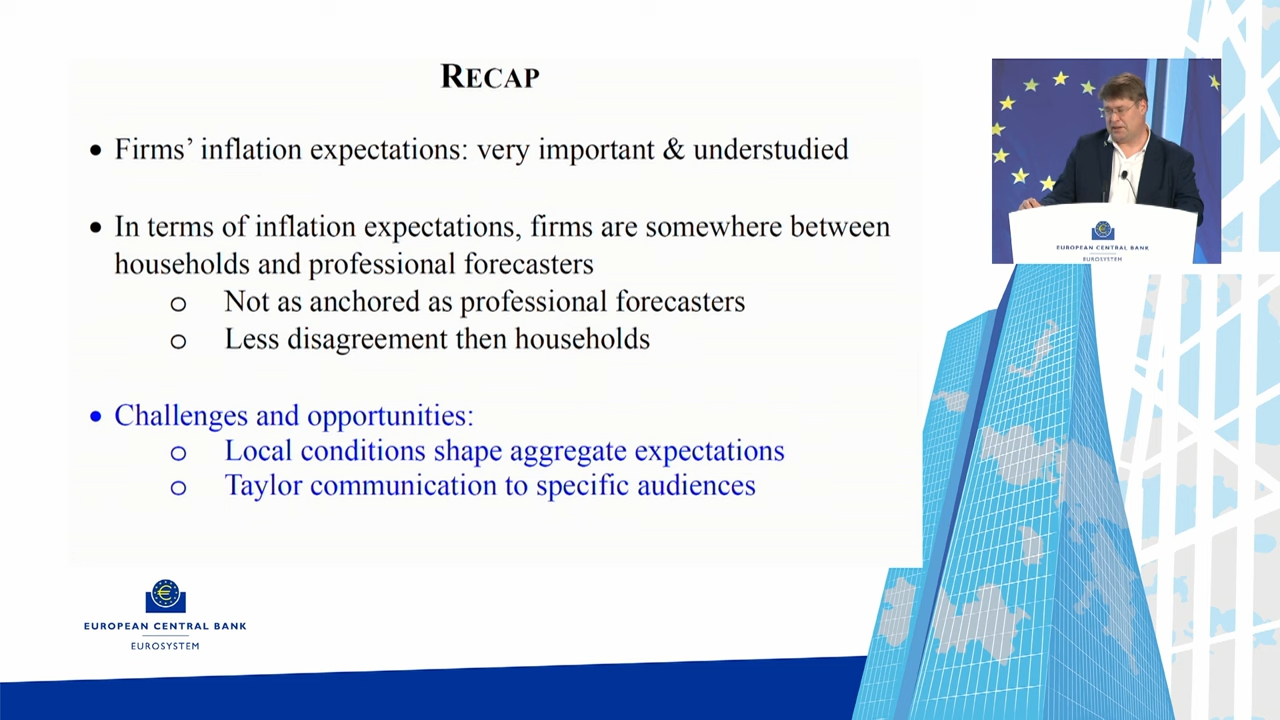 RECAP
• Firms' inflation expectations: very important & understudied
• In terms of inflation expectations, firms are somewhere between
households and professional forecasters
o Not as anchored as professional forecasters
o Less disagreement then households
• Challenges and opportunities:
o Local conditions shape aggregate expectations
o Taylor communication to specific audiences
EUROPEAN CENTRAL BANK
EUROSYSTEM
EUROPEAN CENTRAL BANK
EUROSYSTEM